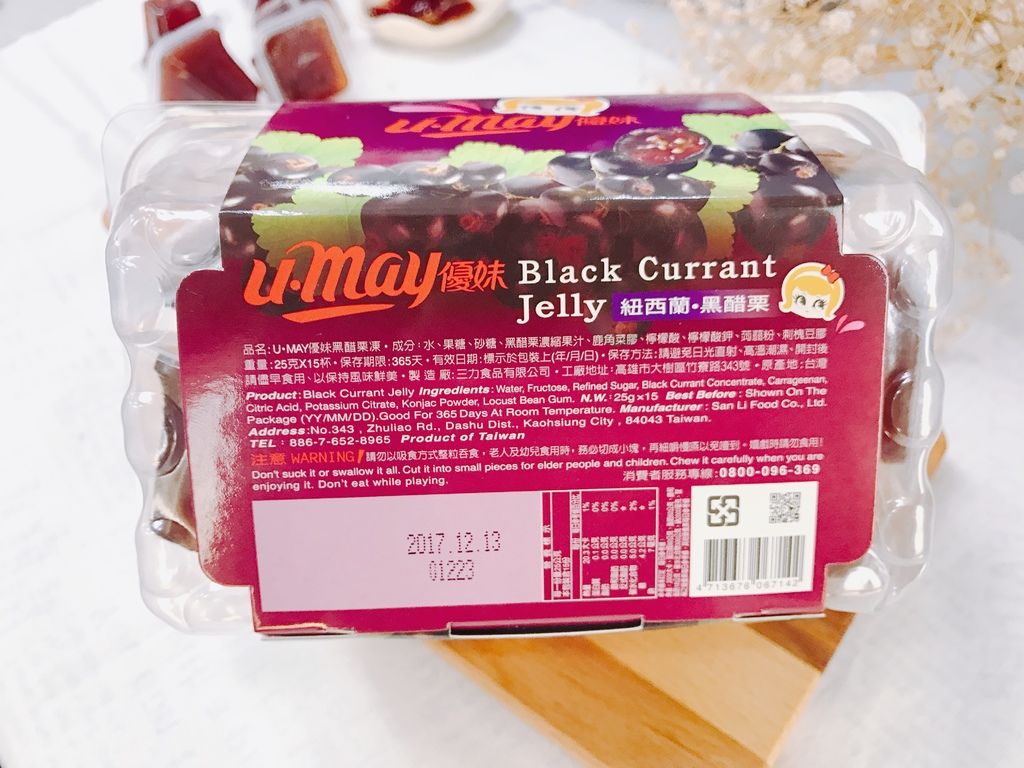 u·may優妹
u·may優妹 Black Currant
Jelly 紐西蘭·黑醋栗
品名:U·MAY優妹黑醋栗凍·成分:水、果糖、砂糖、黑醋栗濃縮果汁、鹿角菜膠、檸檬酸、檸檬酸鉀、蒟蒻粉、刺槐豆膠
重量:25克X15杯·保存期限:365天·有效日期:標示於包裝上(年/月/日)·保存方法:請避免日光直射、高溫潮濕、開封後
請儘早食用、以保持風味鮮美·製造廠:三力食品有限公司·工廠地址:高雄市大樹區竹寮路343號·原產地:台灣
Product:Black Currant Jelly Ingredients:Water, Fructose, Refined Sugar, Black Currant Concentrate, Carrageenan,
Citric Acid, Potassium Citrate, Konjac Powder, Locust Bean Gum. N.W.:25g×15 Best Before:Shown On The
Package (YY/MM/DD).Good For 365 Days At Room Temperature. Manufacturer:San Li Food Co., Ltd.
Address:No.343 , Zhuliao Rd., Dashu Dist., Kaohsiung City , 84043 Taiwan.
TEL : 886-7-652-8965 Product of Taiwan
注意 WARNING!請勿以吸食方式整粒吞食,老人及幼兒食用時,務必切成小塊,再細嚼慢嚥以免噎到。嬉戲時請勿食用!
Don't suck it or swallow it all. Cut it into small pieces for elder people and children. Chew it carefully when you are
enjoying it. Don't eat while playing.
消費者服務專線:0800-096-369
2017.12.13
01223
4 713678 067142